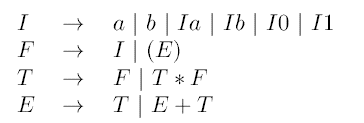 I → a | b | Ia | Ib | I0 | I1
F → I | (E)
T → F | T ∗ F
E → T | E + T